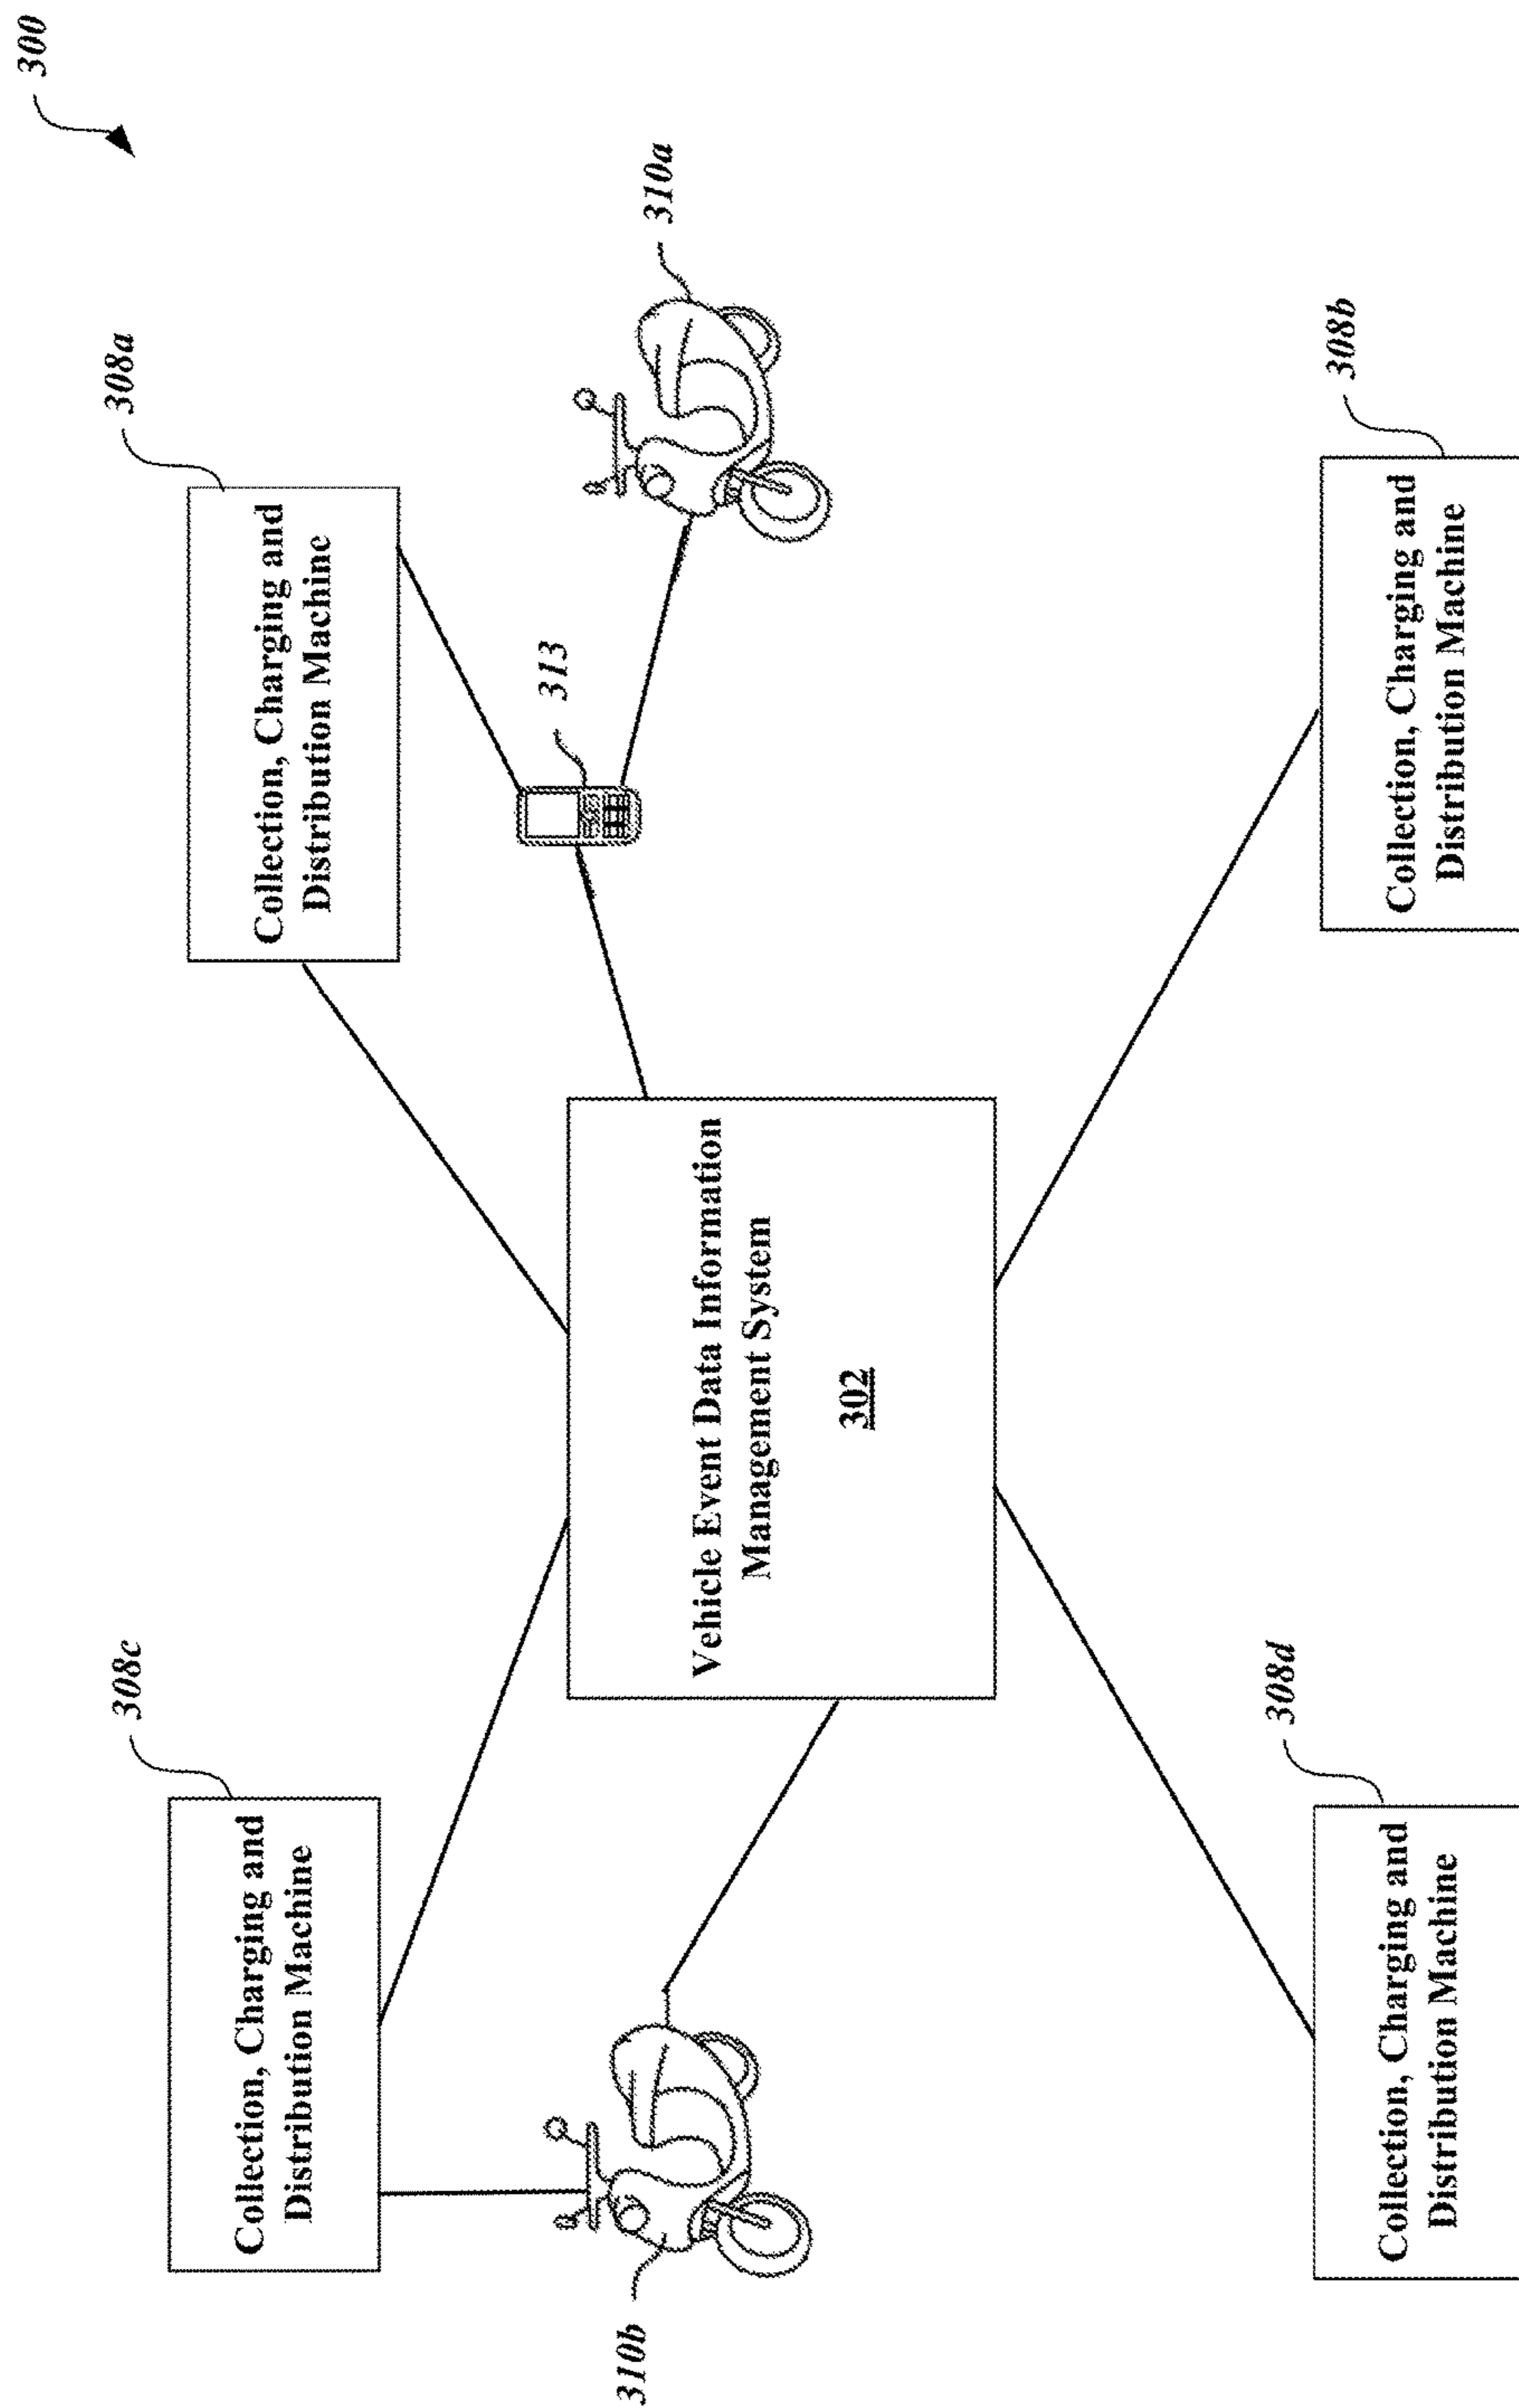 300
308c
308a
Collection, Charging and
Distribution Machine
Collection, Charging and
Distribution Machine
313
310b
310a
Vehicle Event Data Information
Management System
302
308d
308b
Collection, Charging and
Distribution Machine
Collection, Charging and
Distribution Machine